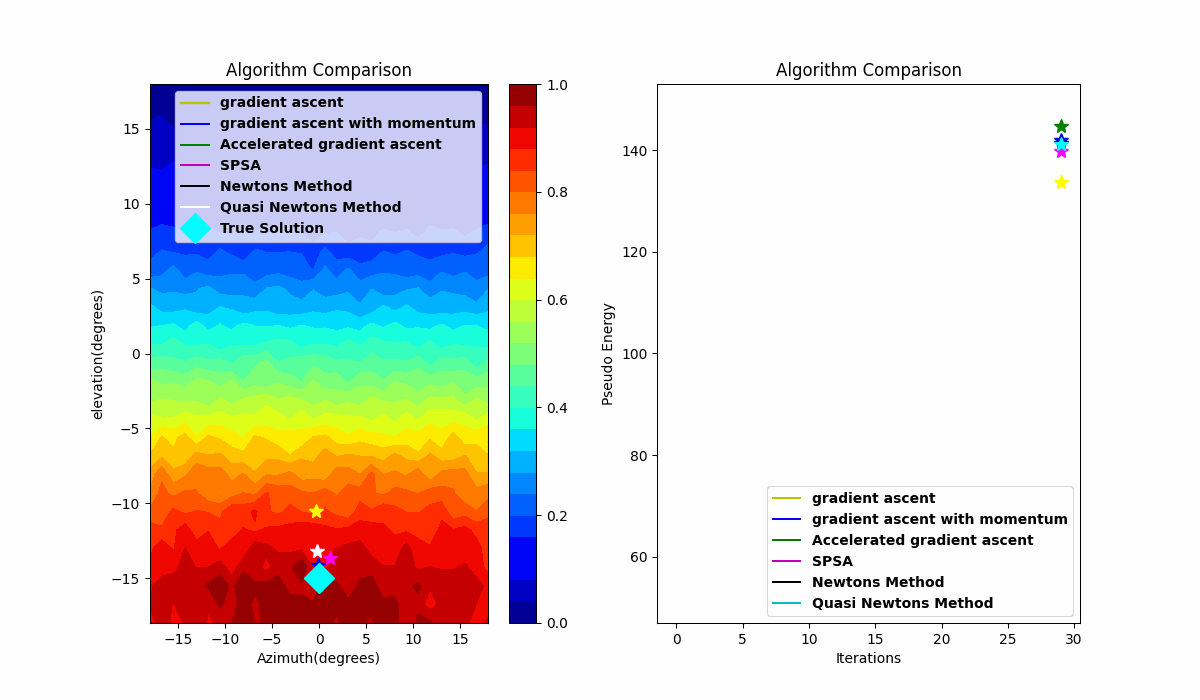 Algorithm Comparison
gradient ascent
gradient ascent with momentum
Accelerated gradient ascent
SPSA
Newtons Method
Quasi Newtons Method
True Solution
15
10
5
0
−5
−10
−15
elevation(degrees)
−15 −10 −5 0 5 10 15
Azimuth(degrees)
1.0
0.8
0.6
0.4
0.2
0.0
Algorithm Comparison
140
120
100
80
60
Pseudo Energy
gradient ascent
gradient ascent with momentum
Accelerated gradient ascent
SPSA
Newtons Method
Quasi Newtons Method
0 5 10 15 20 25 30
Iterations